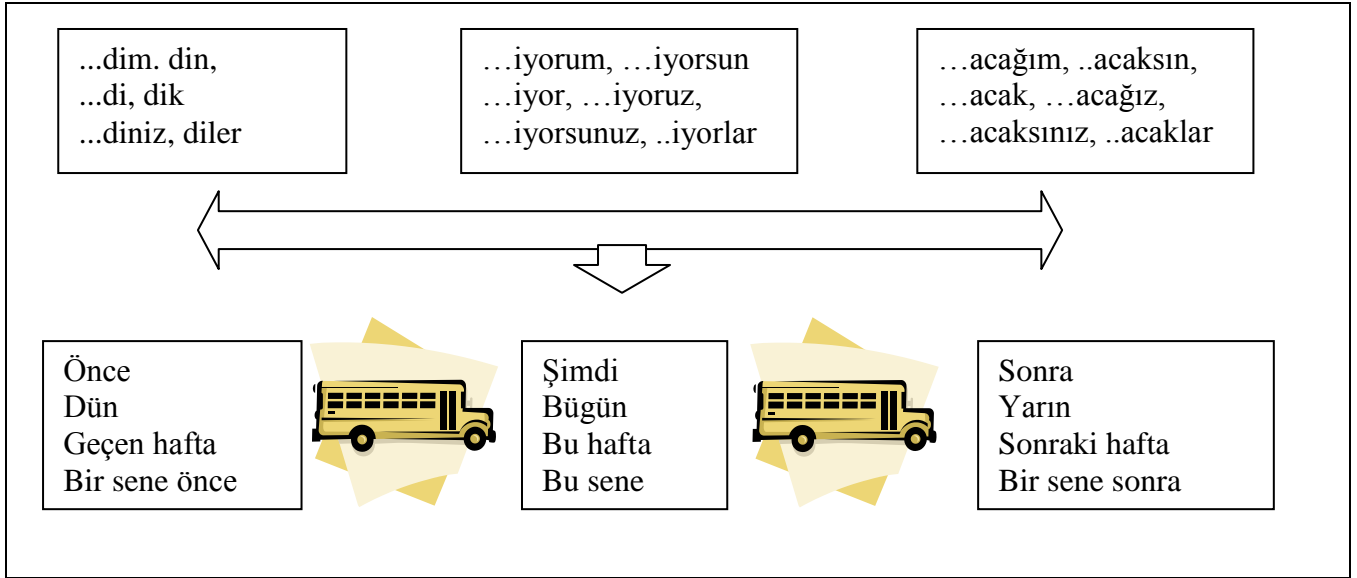 ...dim. din,
...di, dik
...diniz, diler
…iyorum, …iyorsun
…iyor, …iyoruz,
…iyorsunuz, ..iyorlar
…acağım, ..acaksın,
…acak, …acağız,
…acaksınız, ..acaklar
Önce
Dün
Geçen hafta
Bir sene önce
Şimdi
Bügün
Bu hafta
Bu sene
Sonra
Yarın
Sonraki hafta
Bir sene sonra